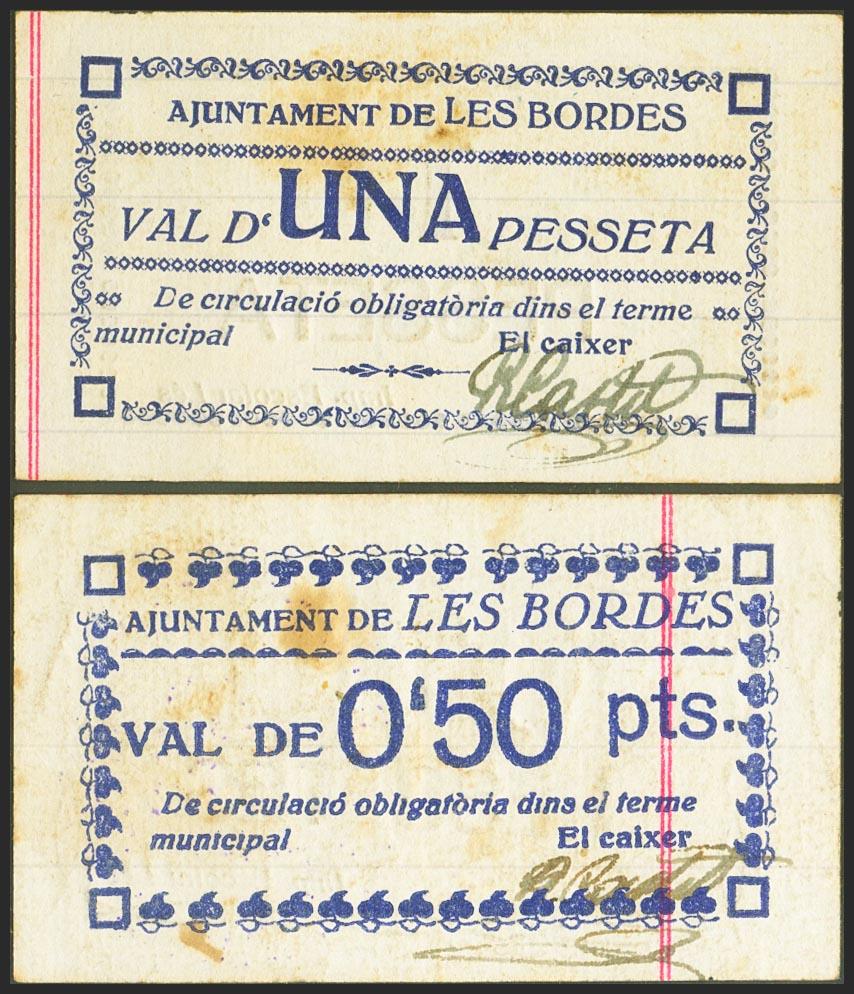 AJUNTAMENT DE LES BORDES
VAL D‘ UNA PESSETA
De circulació obligatòria dins el terme
municipal El caixer
AJUNTAMENT DE LES BORDES
VAL DE 0‘50 pts.
De circulació obligatòria dins el terme
municipal El caixer